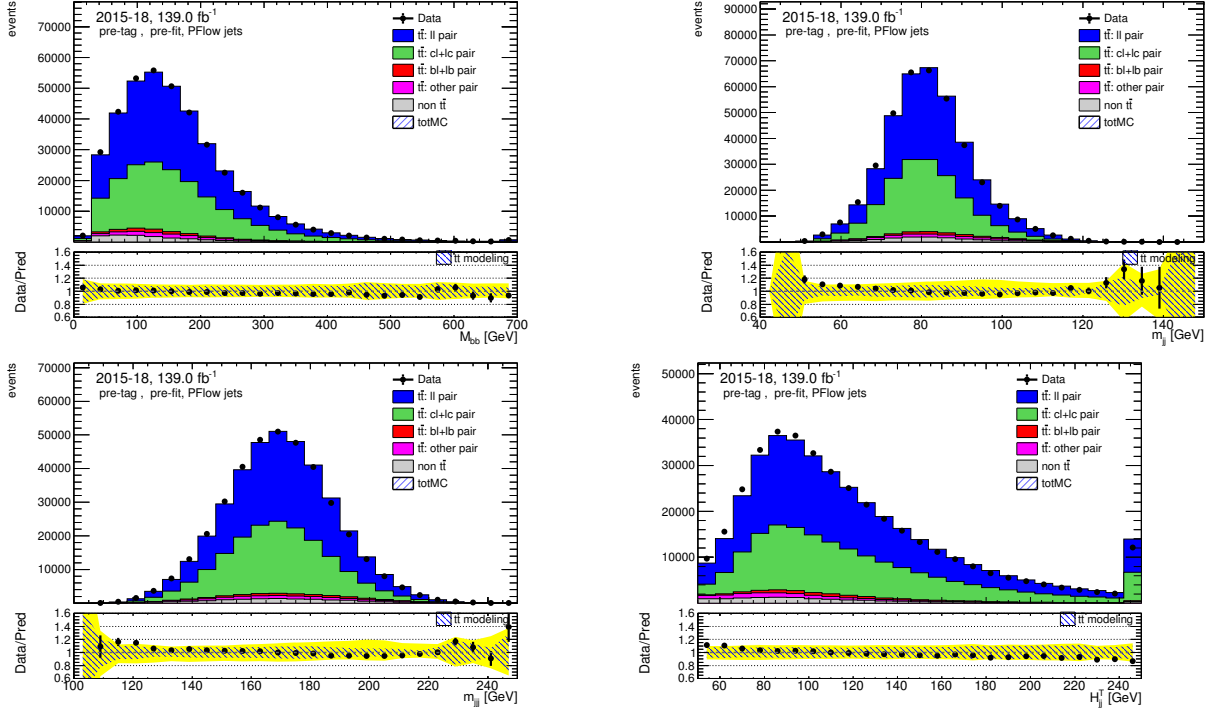 events
70000
60000
50000
40000
30000
20000
10000
2015-18, 139.0 fb⁻¹
pre-tag , pre-fit, PFlow jets
Data
tt̄: ll pair
tt̄: cl+lc pair
tt̄: bl+lb pair
tt̄: other pair
non tt̄
totMC
Data/Pred
1.6
1.4
1.2
1
0.8
0.6
tt̄ modeling
0 100 200 300 400 500 600 700
M_bb [GeV]
events
90000
80000
70000
60000
50000
40000
30000
20000
10000
2015-18, 139.0 fb⁻¹
pre-tag , pre-fit, PFlow jets
Data
tt̄: ll pair
tt̄: cl+lc pair
tt̄: bl+lb pair
tt̄: other pair
non tt̄
totMC
Data/Pred
1.6
1.4
1.2
1
0.8
0.6
tt̄ modeling
40 60 80 100 120 140
m_jj [GeV]
events
70000
60000
50000
40000
30000
20000
10000
2015-18, 139.0 fb⁻¹
pre-tag , pre-fit, PFlow jets
Data
tt̄: ll pair
tt̄: cl+lc pair
tt̄: bl+lb pair
tt̄: other pair
non tt̄
totMC
Data/Pred
1.6
1.4
1.2
1
0.8
0.6
tt̄ modeling
100 120 140 160 180 200 220 240
m_jjj [GeV]
events
50000
40000
30000
20000
10000
2015-18, 139.0 fb⁻¹
pre-tag , pre-fit, PFlow jets
Data
tt̄: ll pair
tt̄: cl+lc pair
tt̄: bl+lb pair
tt̄: other pair
non tt̄
totMC
Data/Pred
1.6
1.4
1.2
1
0.8
0.6
tt̄ modeling
60 80 100 120 140 160 180 200 220 240
H_jj^T [GeV]